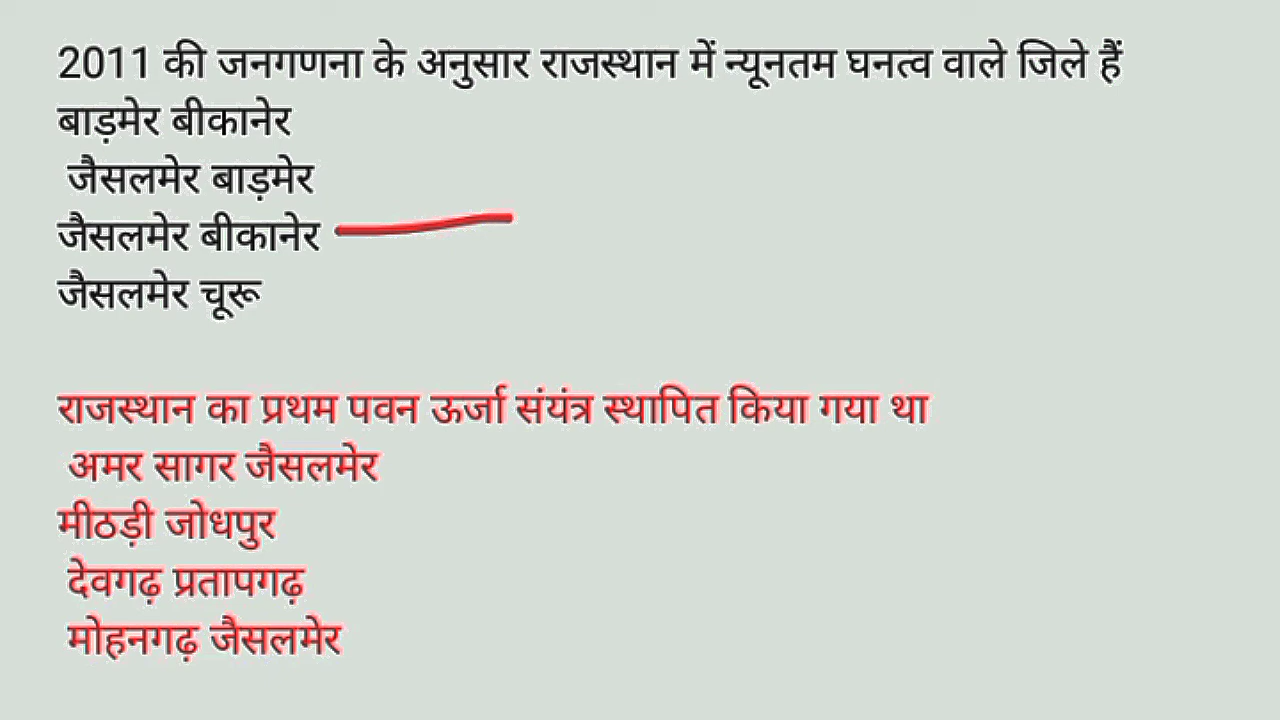 2011 की जनगणना के अनुसार राजस्थान में न्यूनतम घनत्व वाले जिले हैं
बाड़मेर बीकानेर
जैसलमेर बाड़मेर
जैसलमेर बीकानेर
जैसलमेर चूरू
राजस्थान का प्रथम पवन ऊर्जा संयंत्र स्थापित किया गया था
अमर सागर जैसलमेर
मीठड़ी जोधपुर
देवगढ़ प्रतापगढ़
मोहनगढ़ जैसलमेर